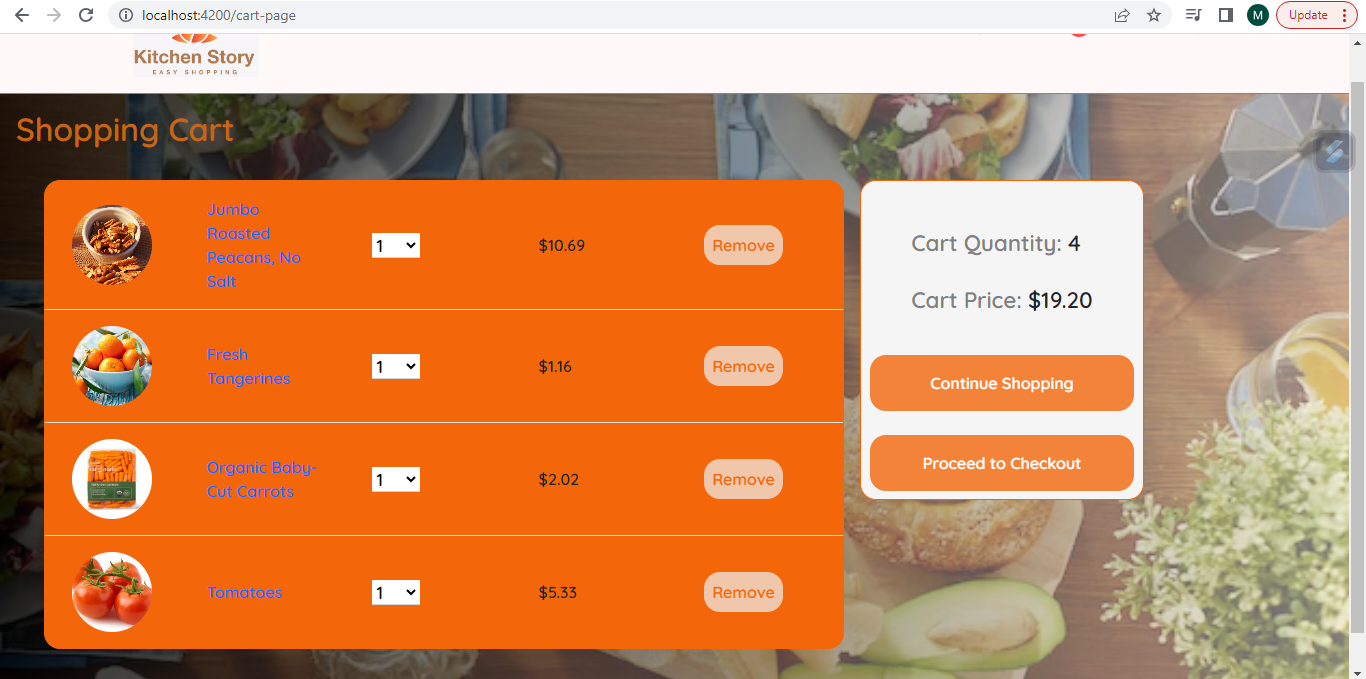 localhost:4200/cart-page
M
Update
Kitchen Story
EASY SHOPPING
Shopping Cart
Jumbo
Roasted
Peacans, No
Salt
1
$10.69
Remove
Fresh
Tangerines
1
$1.16
Remove
Organic Baby-
Cut Carrots
1
$2.02
Remove
Tomatoes
1
$5.33
Remove
Cart Quantity: 4
Cart Price: $19.20
Continue Shopping
Proceed to Checkout